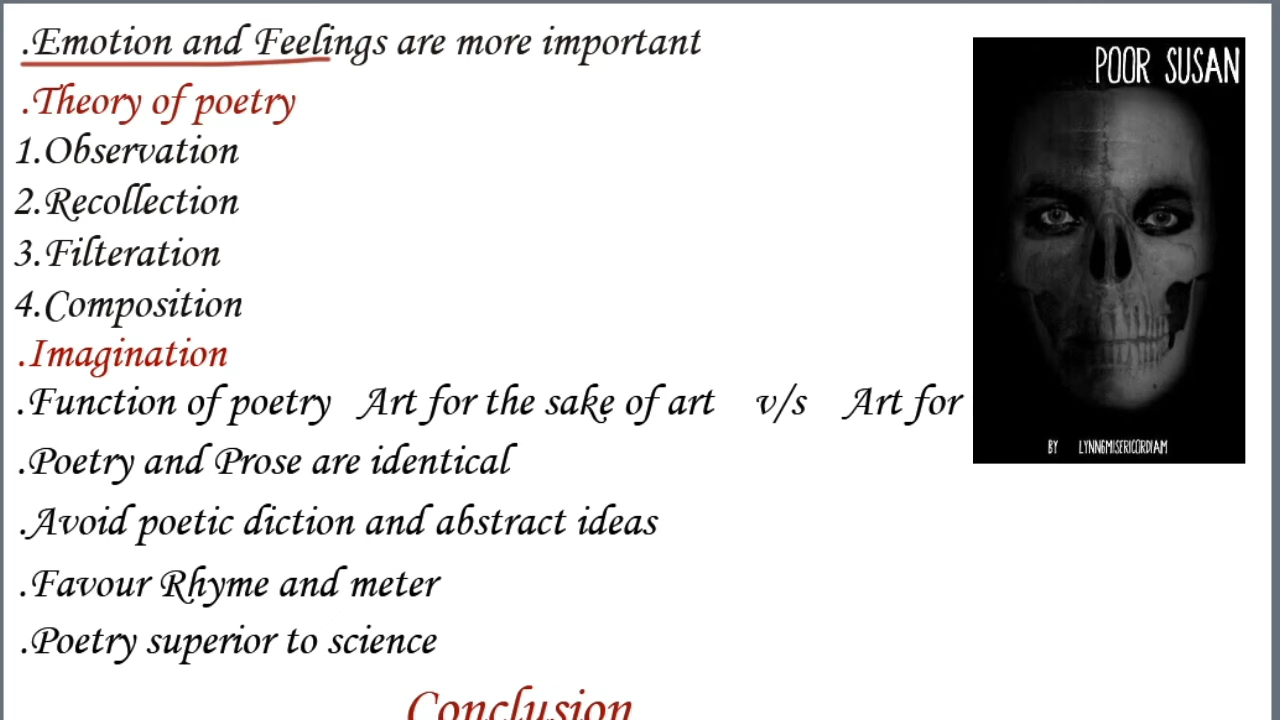 .Emotion and Feelings are more important
.Theory of poetry
1.Observation
2.Recollection
3.Filteration
4.Composition
.Imagination
.Function of poetry Art for the sake of art v/s Art for
.Poetry and Prose are identical
.Avoid poetic diction and abstract ideas
.Favour Rhyme and meter
.Poetry superior to science
Conclusion
POOR SUSAN
BY LYNN6MISERICORDIAM